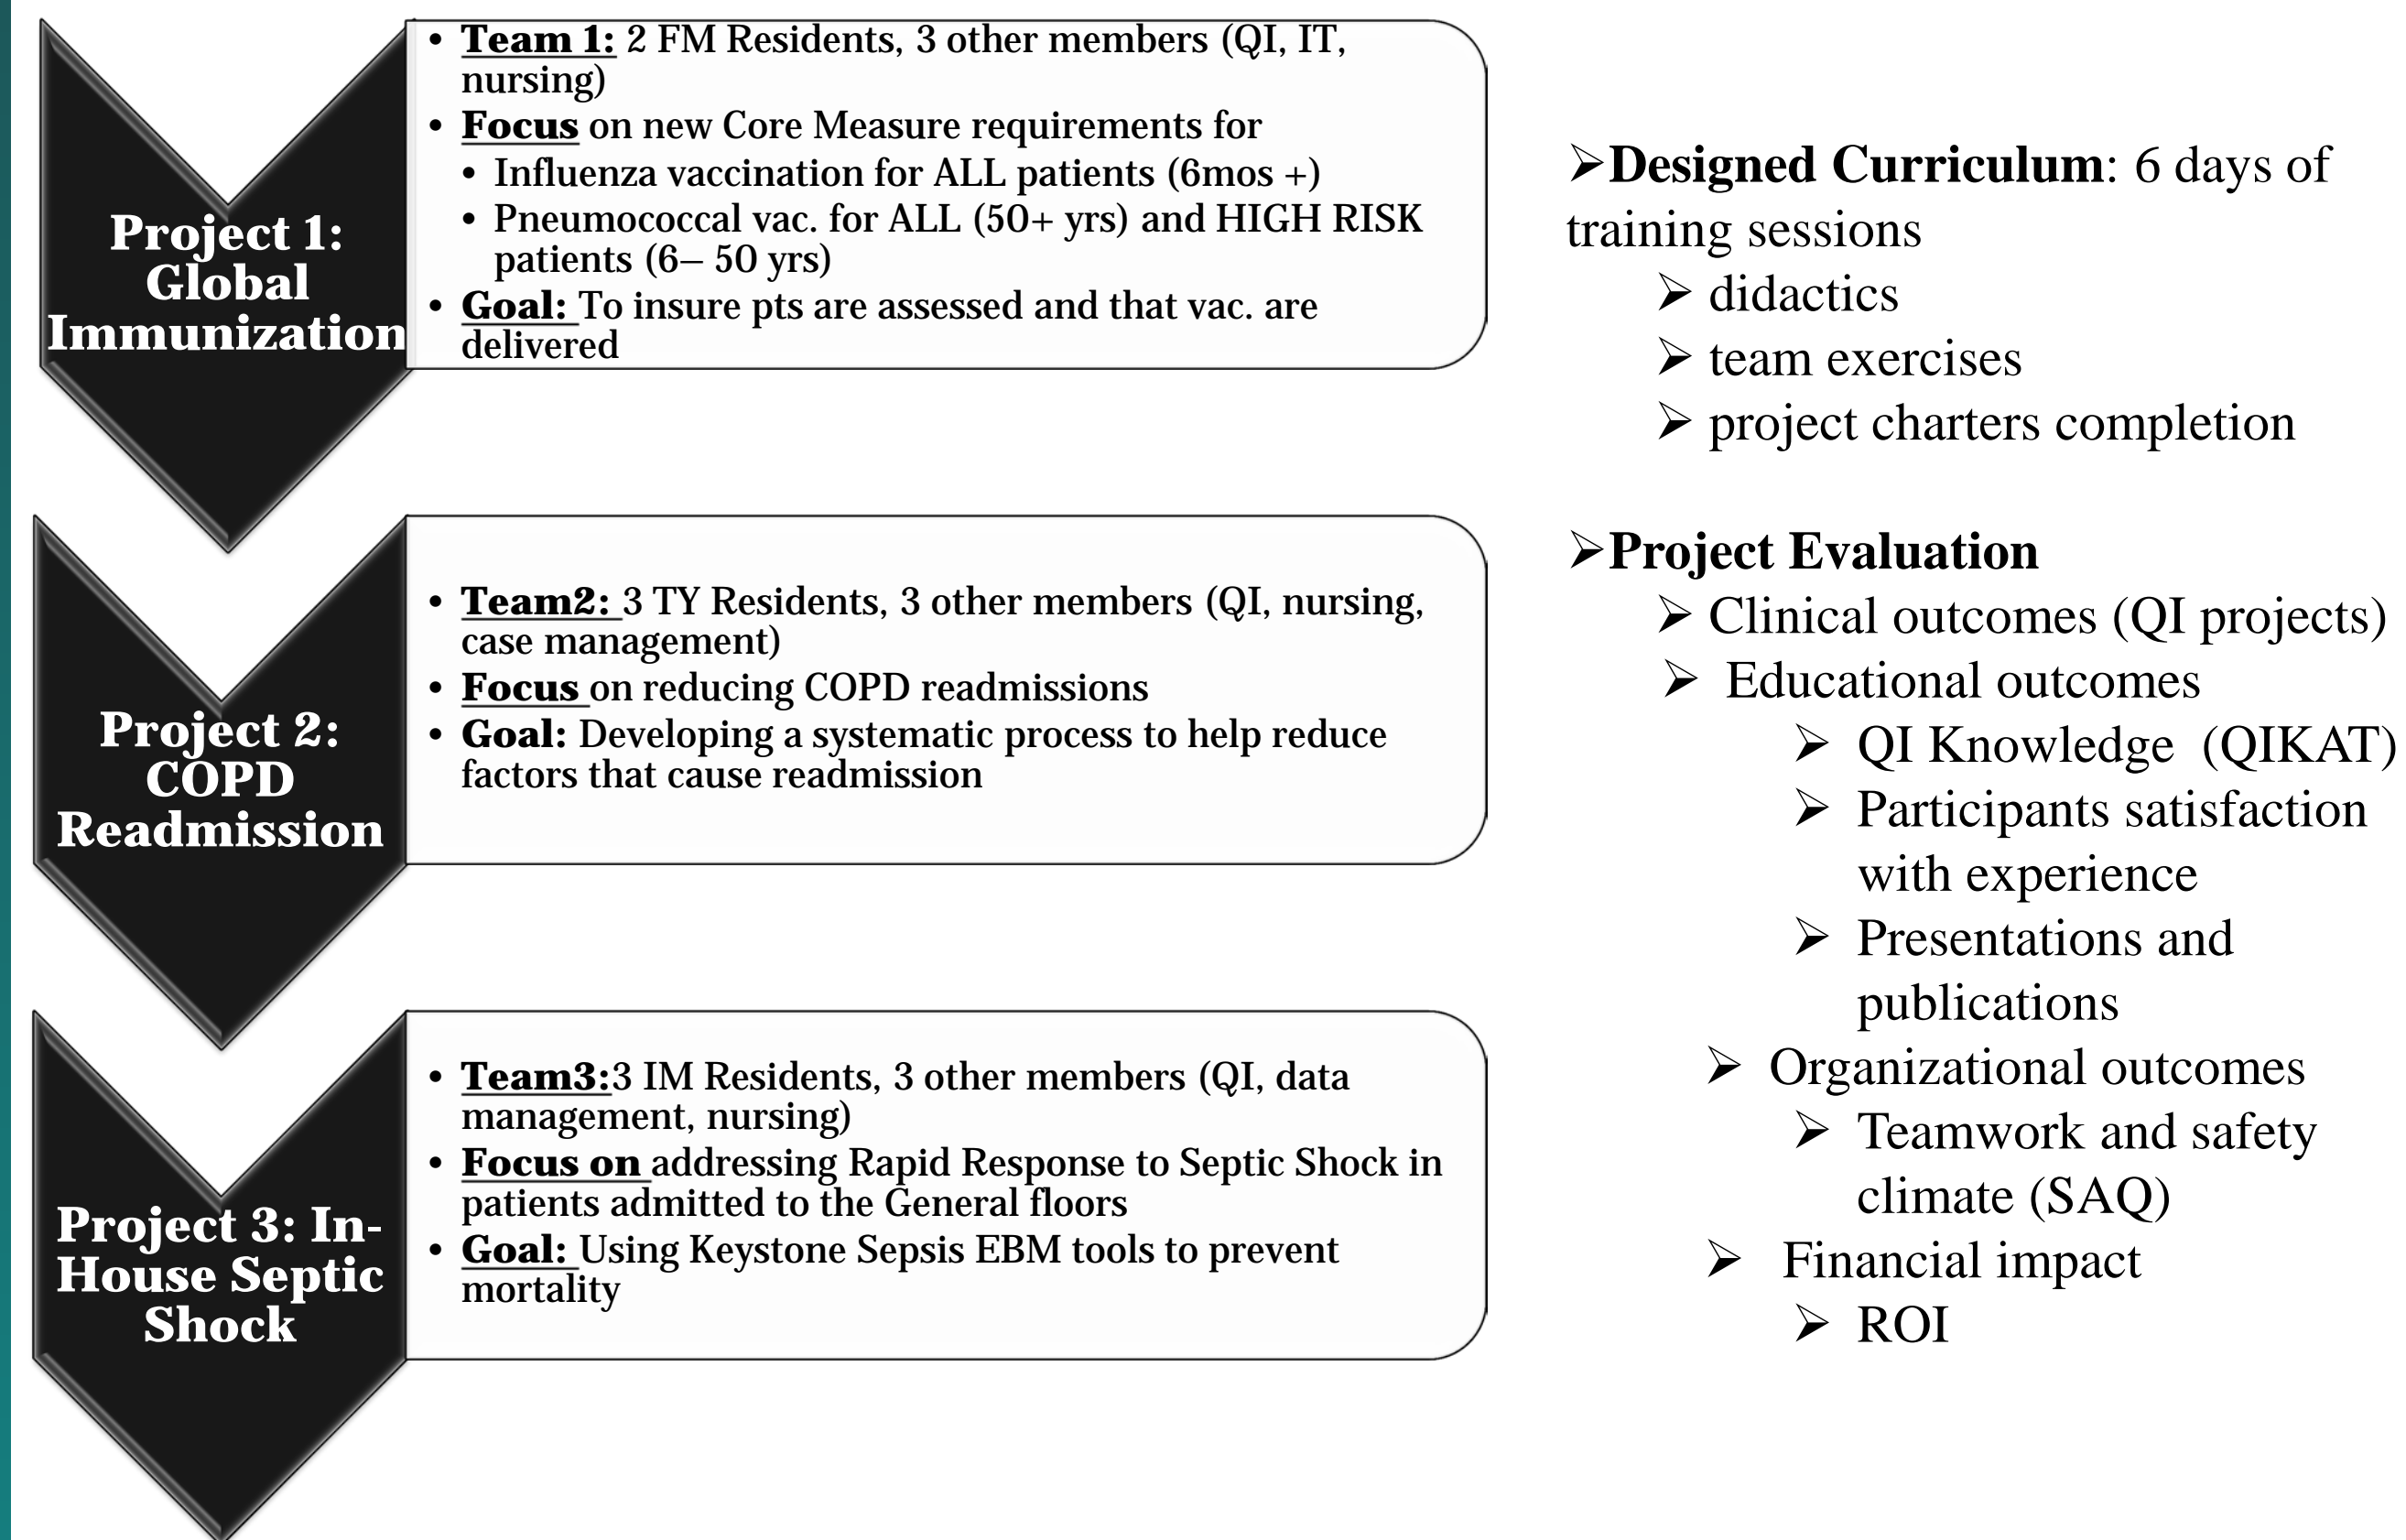 Project 1:
Global
Immunization
• Team 1: 2 FM Residents, 3 other members (QI, IT,
nursing)
• Focus on new Core Measure requirements for
• Influenza vaccination for ALL patients (6mos +)
• Pneumococcal vac. for ALL (50+ yrs) and HIGH RISK
patients (6– 50 yrs)
• Goal: To insure pts are assessed and that vac. are
delivered
Project 2:
COPD
Readmission
• Team2: 3 TY Residents, 3 other members (QI, nursing,
case management)
• Focus on reducing COPD readmissions
• Goal: Developing a systematic process to help reduce
factors that cause readmission
Project 3: In-
House Septic
Shock
• Team3:3 IM Residents, 3 other members (QI, data
management, nursing)
• Focus on addressing Rapid Response to Septic Shock in
patients admitted to the General floors
• Goal: Using Keystone Sepsis EBM tools to prevent
mortality
➢Designed Curriculum: 6 days of
training sessions
➢ didactics
➢ team exercises
➢ project charters completion
➢Project Evaluation
➢ Clinical outcomes (QI projects)
➢ Educational outcomes
➢ QI Knowledge (QIKAT)
➢ Participants satisfaction
with experience
➢ Presentations and
publications
➢ Organizational outcomes
➢ Teamwork and safety
climate (SAQ)
➢ Financial impact
➢ ROI